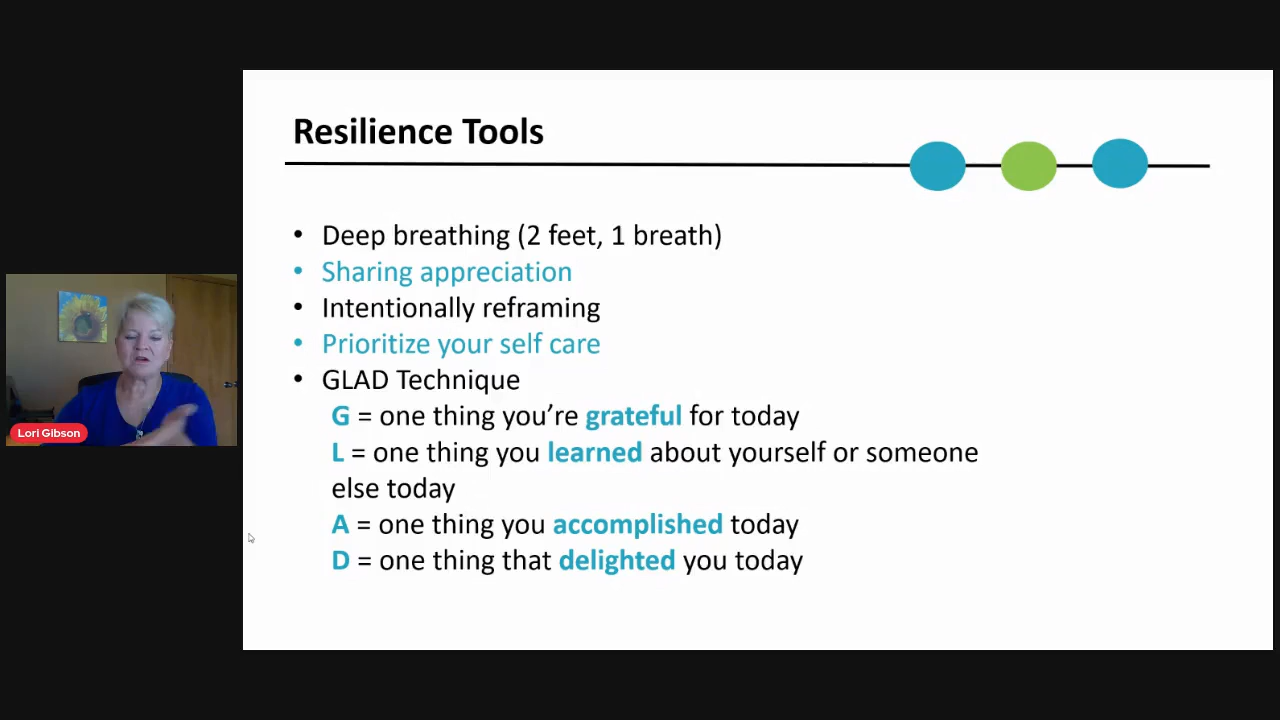 Resilience Tools
• Deep breathing (2 feet, 1 breath)
• Sharing appreciation
• Intentionally reframing
• Prioritize your self care
• GLAD Technique
G = one thing you’re grateful for today
L = one thing you learned about yourself or someone
else today
A = one thing you accomplished today
D = one thing that delighted you today
Lori Gibson